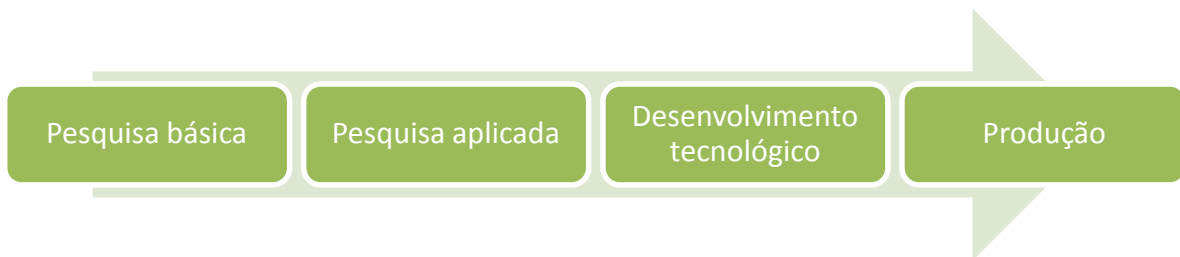 Pesquisa básica
Pesquisa aplicada
Desenvolvimento
tecnológico
Produção